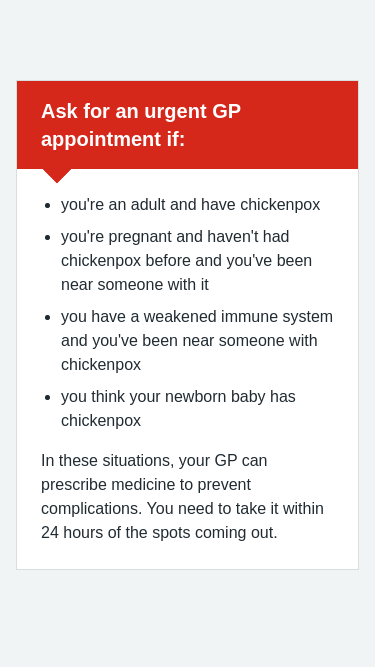 Ask for an urgent GP
appointment if:
• you're an adult and have chickenpox
• you're pregnant and haven't had
chickenpox before and you've been
near someone with it
• you have a weakened immune system
and you've been near someone with
chickenpox
• you think your newborn baby has
chickenpox
In these situations, your GP can
prescribe medicine to prevent
complications. You need to take it within
24 hours of the spots coming out.